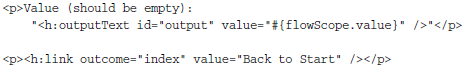 <p>Value (should be empty):
"<h:outputText id="output" value="#{flowScope.value}" />"</p>
<p><h:link outcome="index" value="Back to Start" /></p>